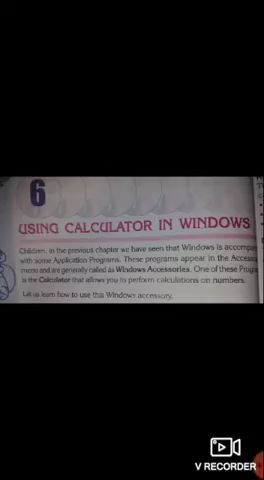 6
USING CALCULATOR IN WINDOWS
Children, in the previous chapter we have seen that Windows is
with some Application Programs. These programs appear in the
menu and are generally called as Windows Accessories. One of these
is the Calculator that allows you to perform calculations on numbers.
Let us learn how to use this Windows accessory.
V RECORDER